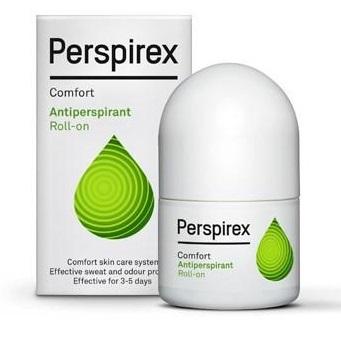 Perspirex
Comfort
Antiperspirant
Roll-on
Comfort skin care system
Effective sweat and odour
Effective for 3-5 days
Perspirex
Comfort
Antiperspirant
Roll-on